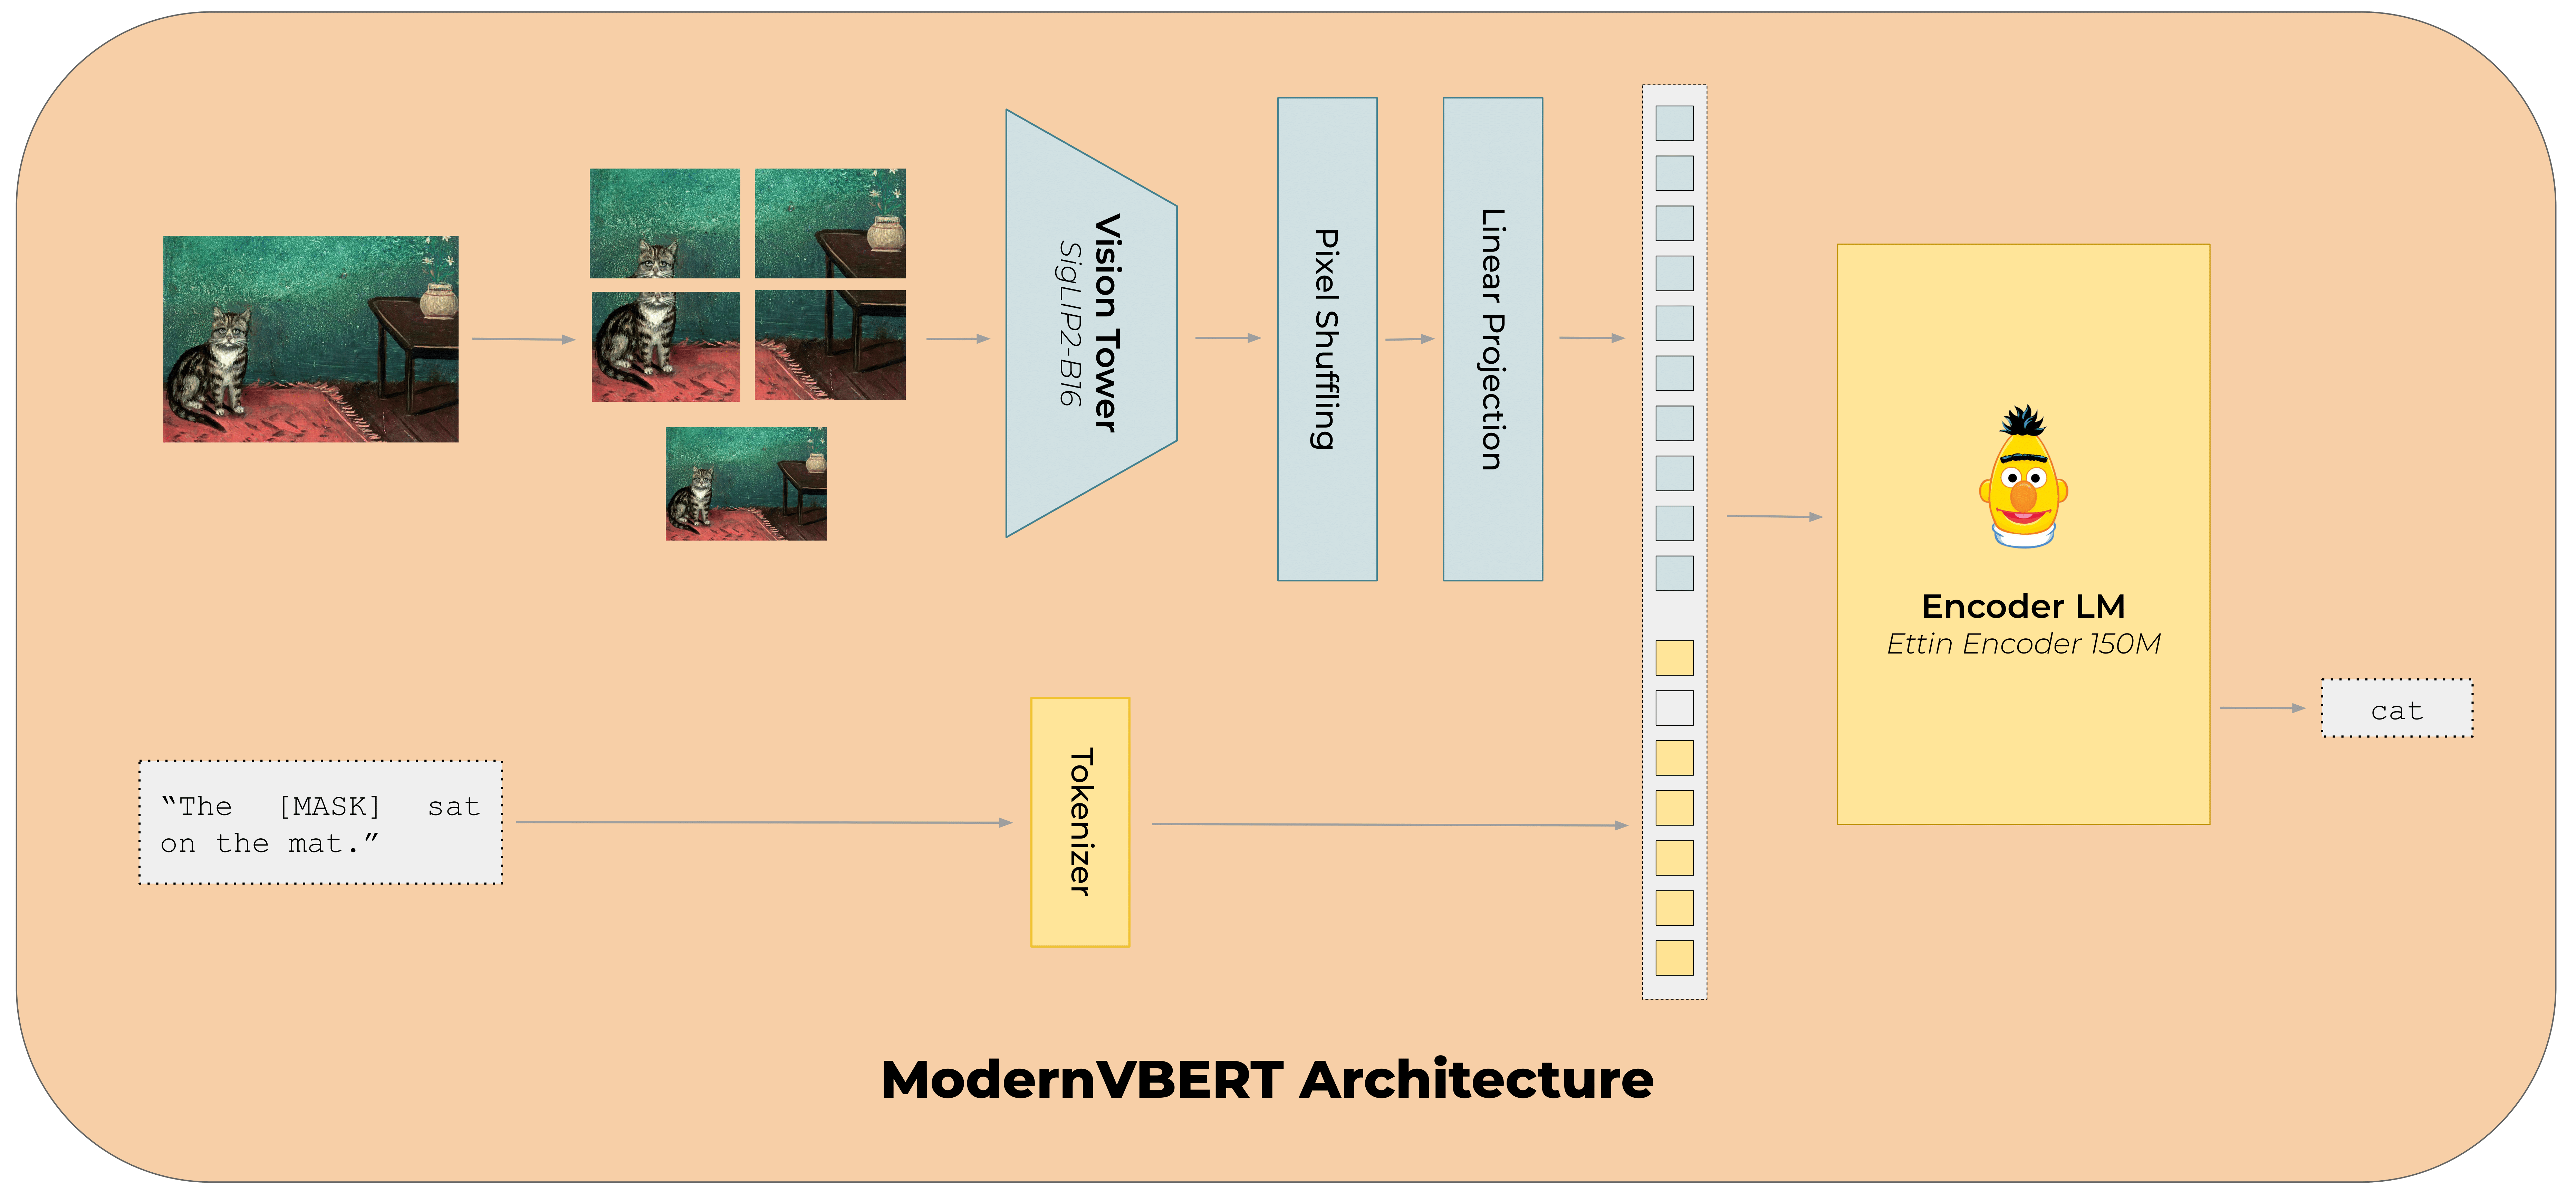 Vision Tower
SigLIP2-B16
Pixel Shuffling
Linear Projection
Encoder LM
Ettin Encoder 150M
cat
“The [MASK] sat
on the mat.”
Tokenizer
ModernVBERT Architecture